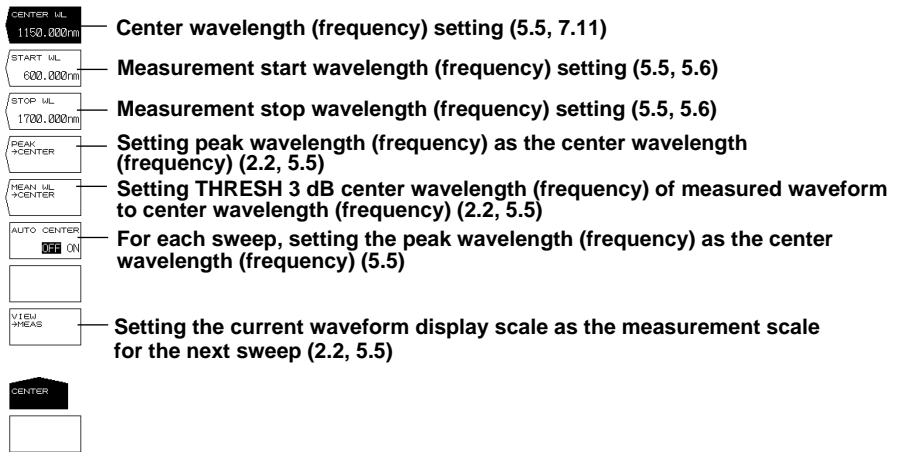 CENTER WL
1150.000nm
Center wavelength (frequency) setting (5.5, 7.11)
START WL
600.000nm
Measurement start wavelength (frequency) setting (5.5, 5.6)
STOP WL
1700.000nm
Measurement stop wavelength (frequency) setting (5.5, 5.6)
PEAK
→CENTER
Setting peak wavelength (frequency) as the center wavelength
(frequency) (2.2, 5.5)
MEAN WL
→CENTER
Setting THRESH 3 dB center wavelength (frequency) of measured waveform
to center wavelength (frequency) (2.2, 5.5)
AUTO CENTER
OFF ON
For each sweep, setting the peak wavelength (frequency) as the center
wavelength (frequency) (5.5)
VIEW
→MEAS
Setting the current waveform display scale as the measurement scale
for the next sweep (2.2, 5.5)
CENTER